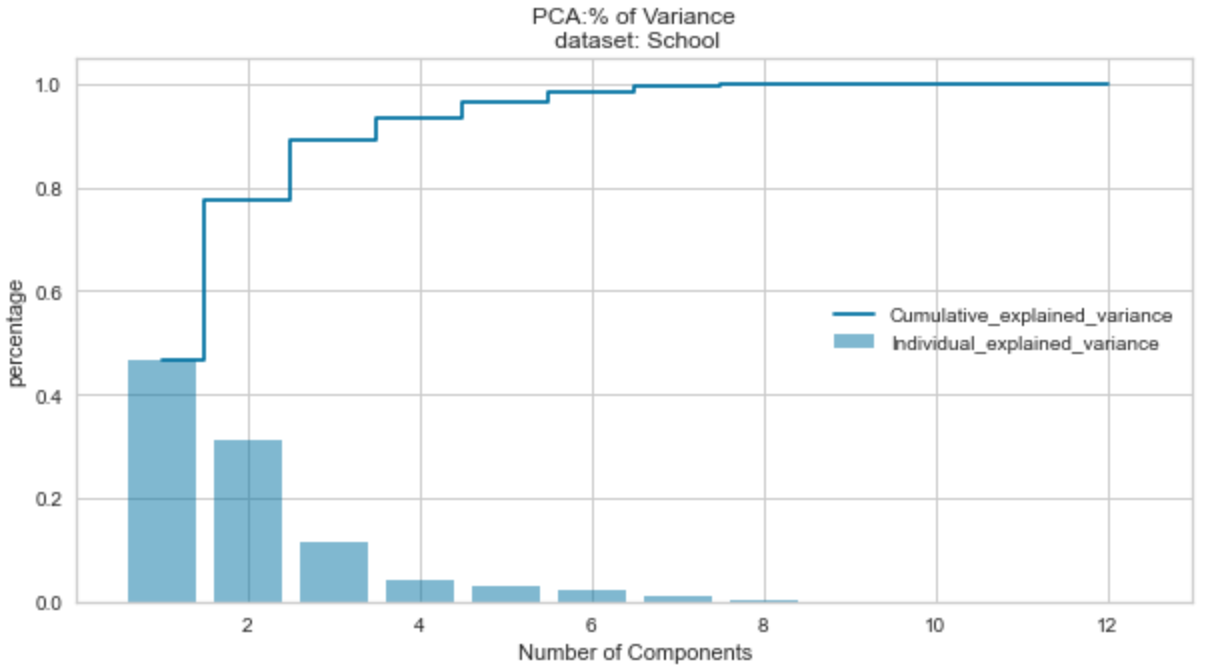 PCA:% of Variance
dataset: School
percentage
1.0
0.8
0.6
0.4
0.2
0.0
Cumulative_explained_variance
Individual_explained_variance
2 4 6 8 10 12
Number of Components